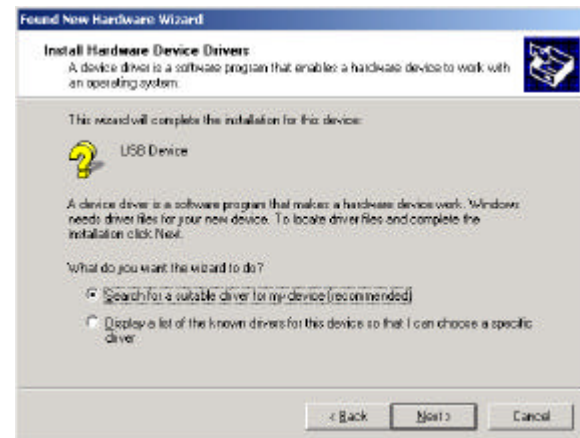 Found New Hardware Wizard
Install Hardware Device Drivers
A device driver is a software program that enables a hardware device to work with
an operating system.
This wizard will complete the installation for this device:
USB Device
A device driver is a software program that makes a hardware device work. Windows
needs driver files for your new device. To locate driver files and complete the
installation click Next.
What do you want the wizard to do?
Search for a suitable driver for my device (recommended)
Display a list of the known drivers for this device so that I can choose a specific
driver
< Back
Next >
Cancel